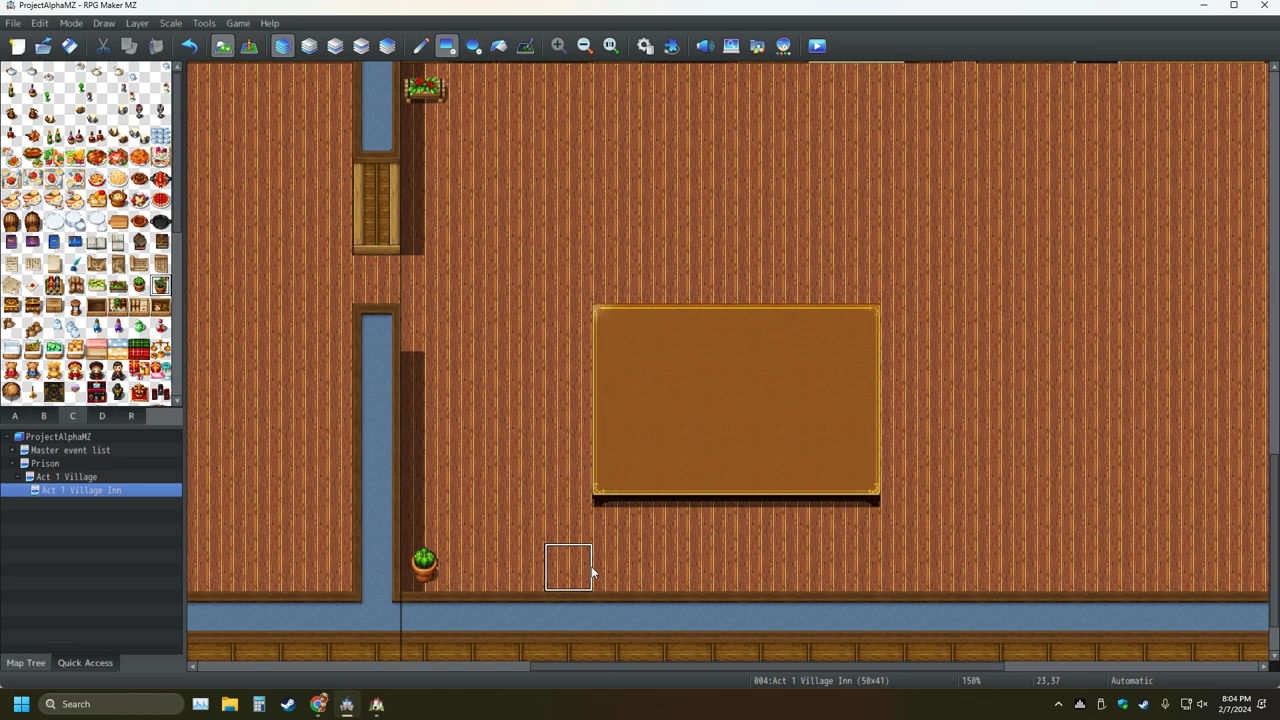 ProjectAlphaMZ - RPG Maker MZ
File Edit Mode Draw Layer Scale Tools Game Help
A B C D R
ProjectAlphaMZ
Master event list
Prison
Act 1 Village
Act 1 Village Inn
Map Tree Quick Access
004:Act 1 Village Inn (50x41) 150% 23,37 Automatic
Search
8:04 PM
2/7/2024